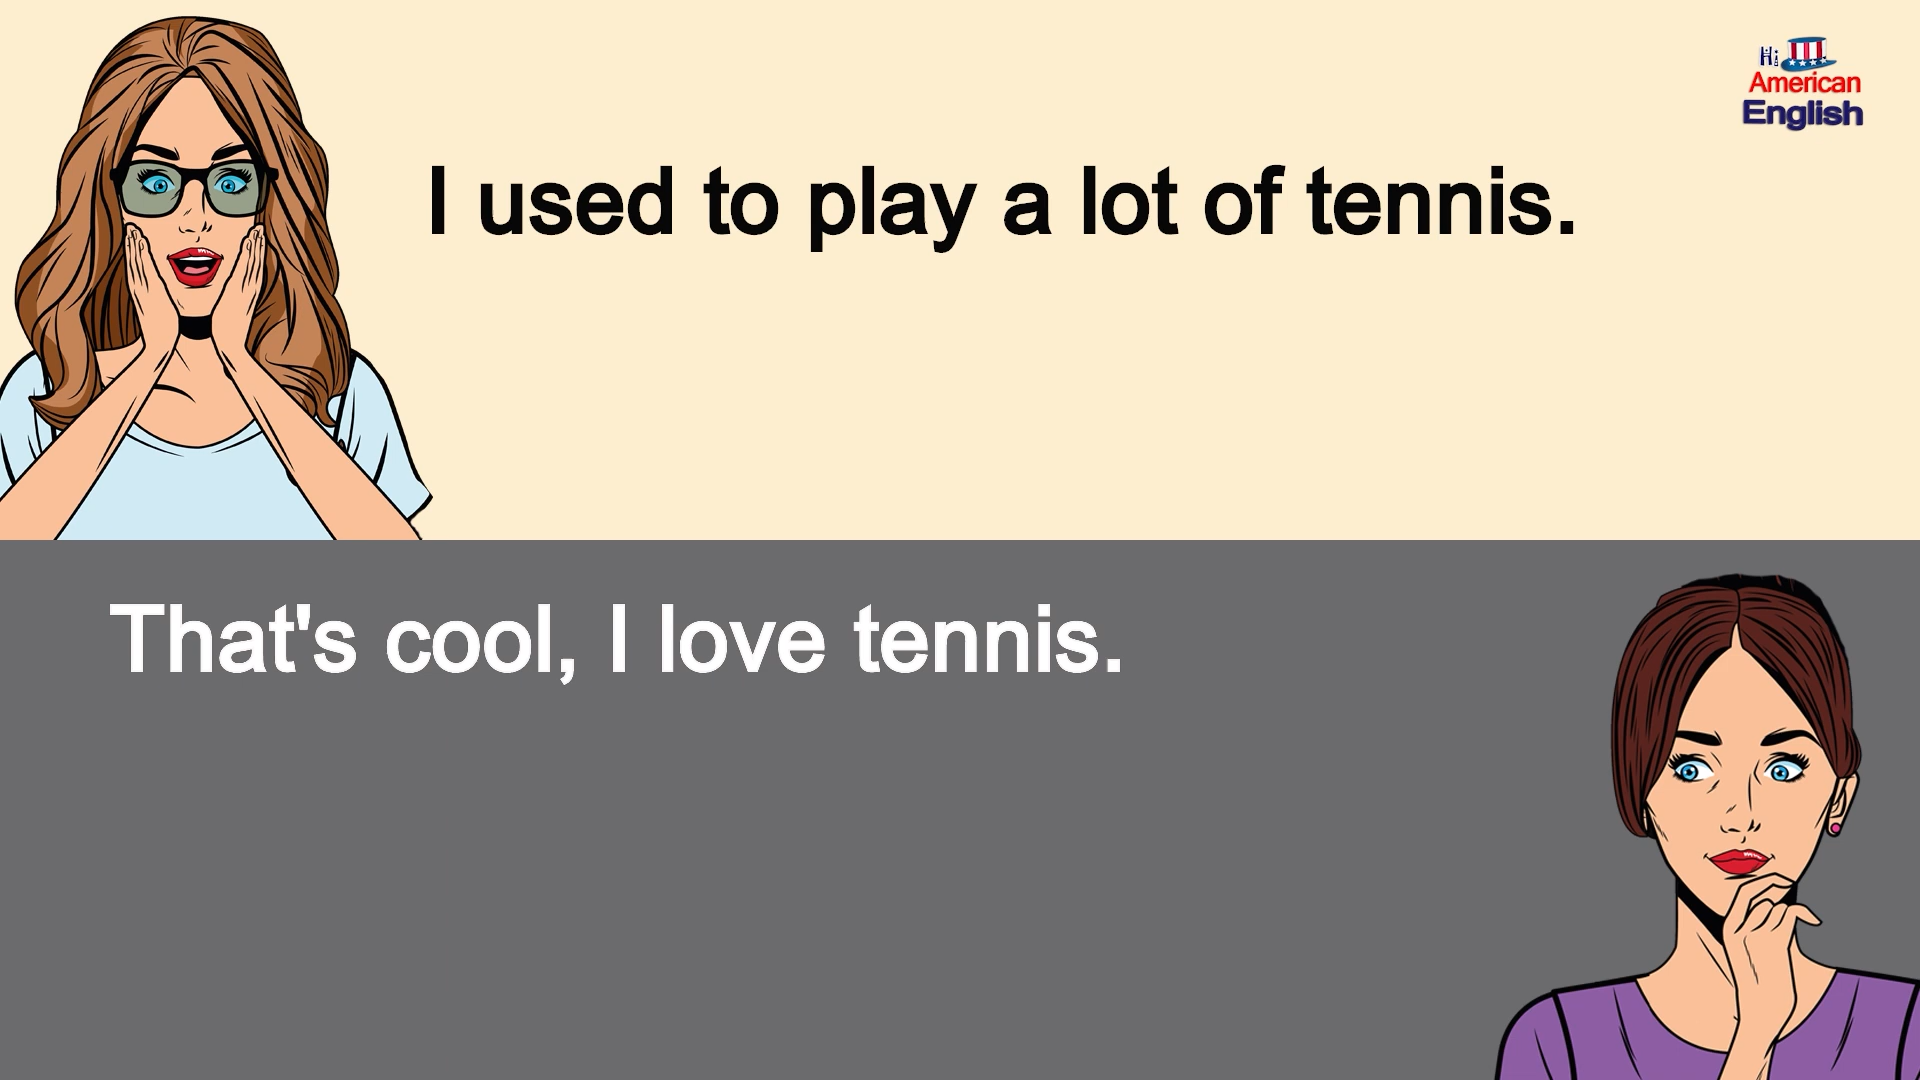 Hi
American
English
I used to play a lot of tennis.
That's cool, I love tennis.